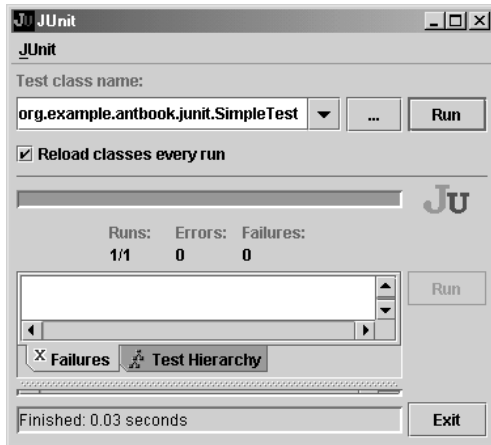 JU JUnit
JUnit
Test class name:
org.example.antbook.junit.SimpleTest ... Run
Reload classes every run
JU
Runs: Errors: Failures:
1/1 0 0
Run
X Failures Test Hierarchy
Finished: 0.03 seconds Exit